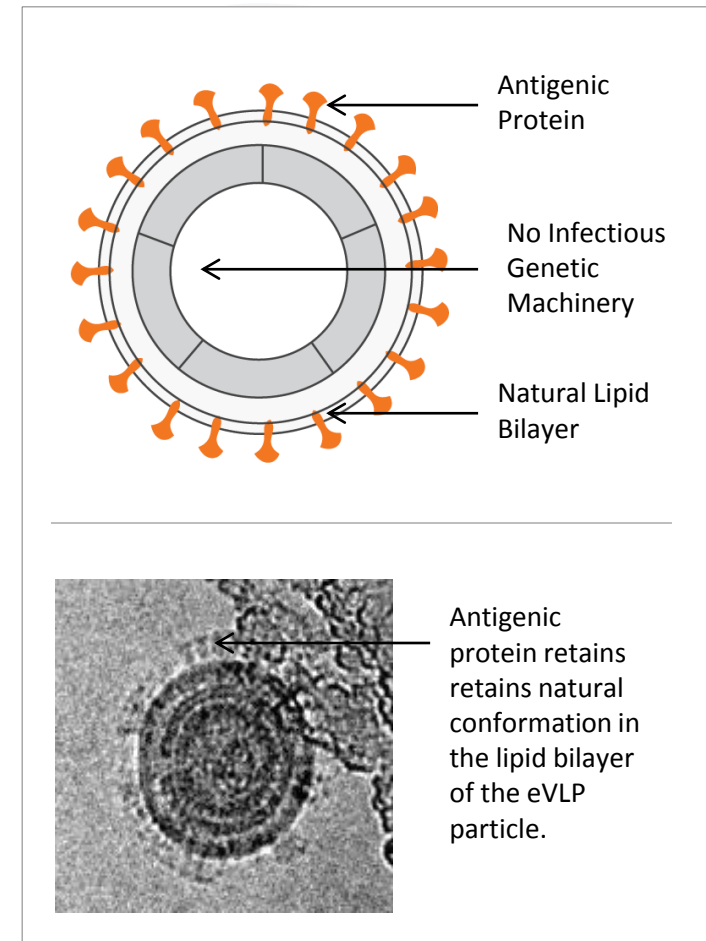 Antigenic
Protein
No Infectious
Genetic
Machinery
Natural Lipid
Bilayer
Antigenic
protein retains
retains natural
conformation in
the lipid bilayer
of the eVLP
particle.